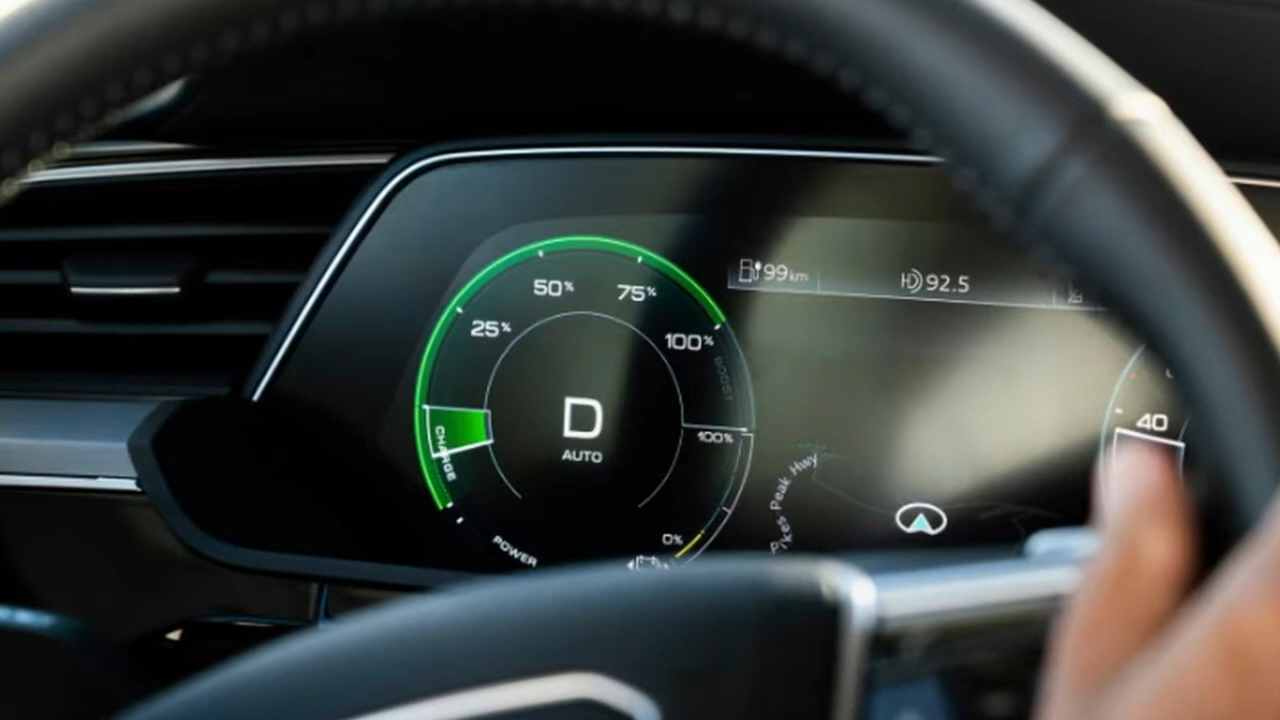 50%
75%
25%
100%
BOOST
D
AUTO
CHARGE
100%
0%
POWER
99km
92.5
40
Pikes Peak Hwy